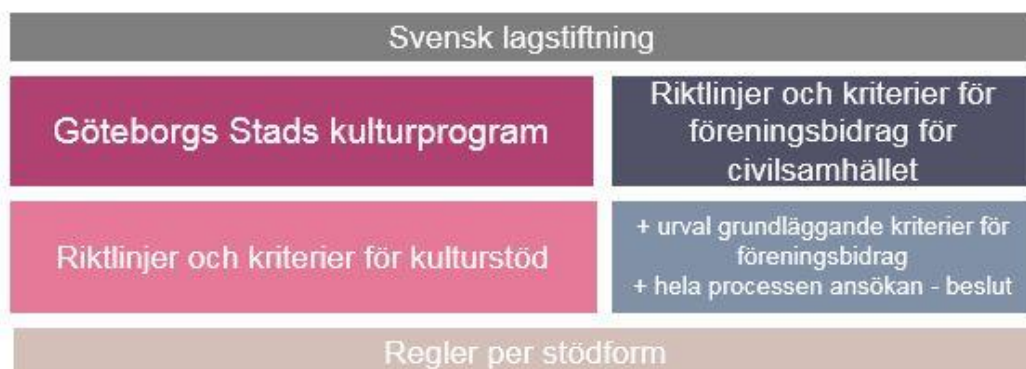 Svensk lagstiftning
Göteborgs Stads kulturprogram
Riktlinjer och kriterier för
föreningsbidrag för
civilsamhället
Riktlinjer och kriterier för kulturstöd
+ urval grundläggande kriterier för
föreningsbidrag
+ hela processen ansökan - beslut
Regler per stödform